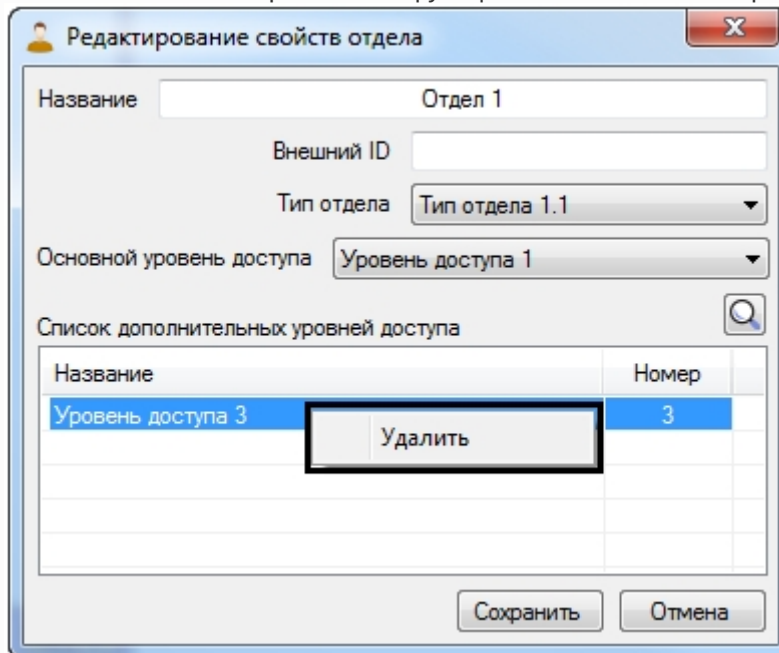 Редактирование свойств отдела
Название Отдел 1
Внешний ID
Тип отдела Тип отдела 1.1
Основной уровень доступа Уровень доступа 1
Список дополнительных уровней доступа
Название Номер
Уровень доступа 3 3
Удалить
Сохранить Отмена